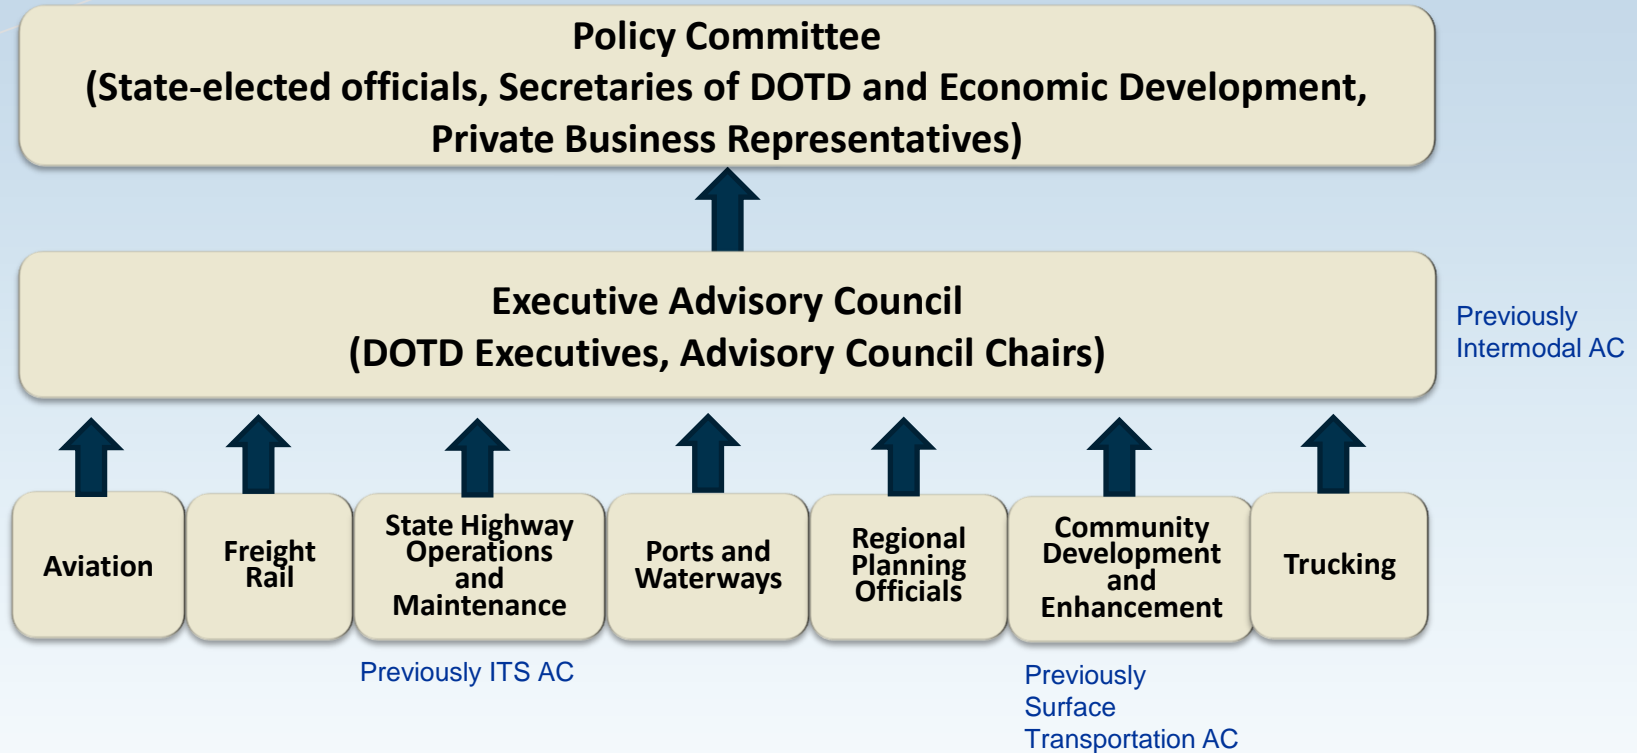 Policy Committee
(State-elected officials, Secretaries of DOTD and Economic Development,
Private Business Representatives)
Executive Advisory Council
(DOTD Executives, Advisory Council Chairs)
Previously
Intermodal AC
Aviation
Freight
Rail
State Highway
Operations
and
Maintenance
Ports and
Waterways
Regional
Planning
Officials
Community
Development
and
Enhancement
Trucking
Previously ITS AC
Previously
Surface
Transportation AC